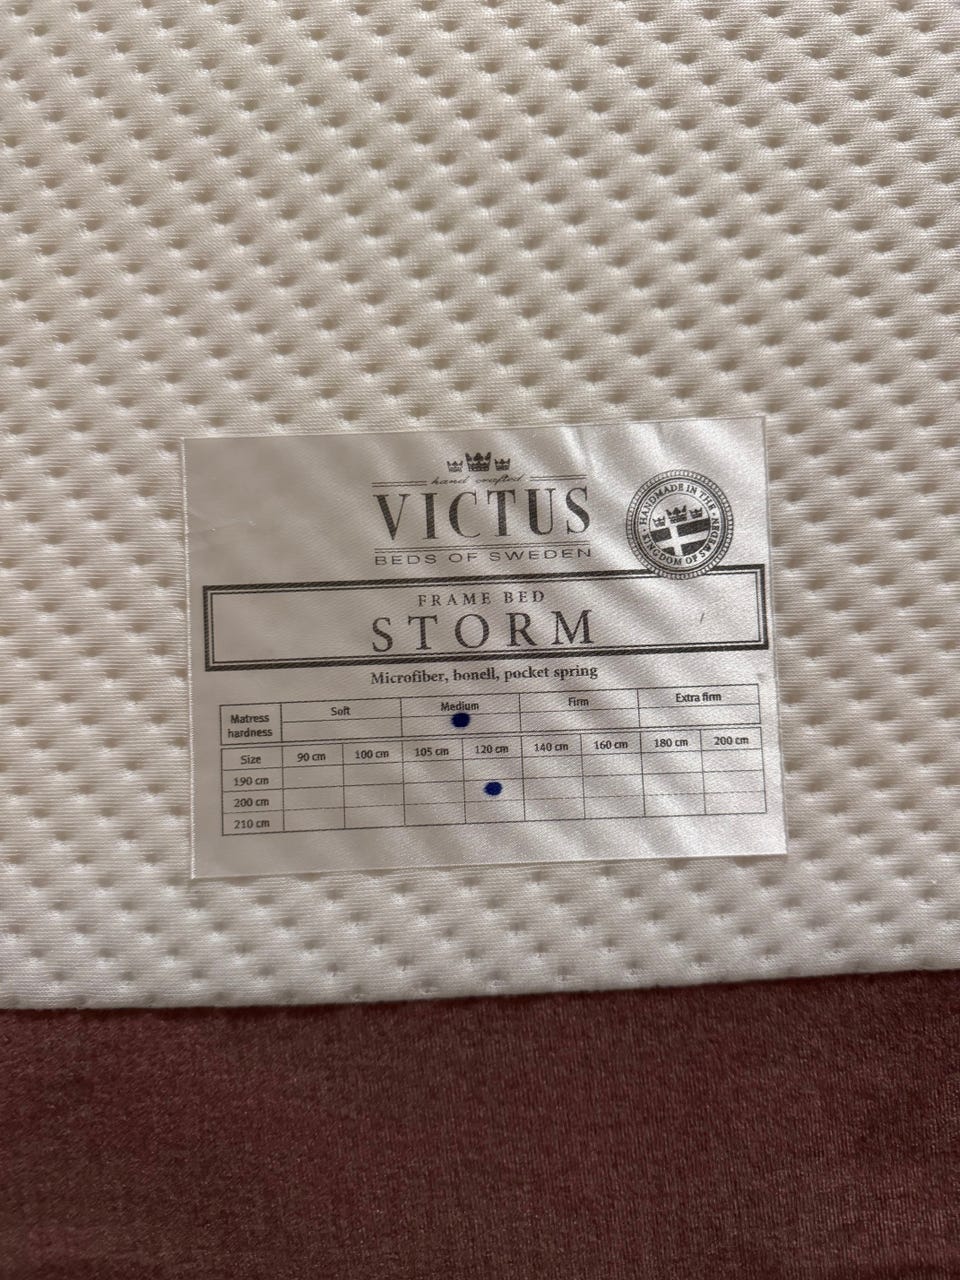 hand crafted
VICTUS
BEDS OF SWEDEN
HANDMADE IN THE
KINGDOM OF SWEDEN
FRAME BED
STORM
Microfiber, bonell, pocket spring
Matress hardness Soft Medium Firm Extra firm
Size 90 cm 100 cm 105 cm 120 cm 140 cm 160 cm 180 cm 200 cm
190 cm
200 cm
210 cm